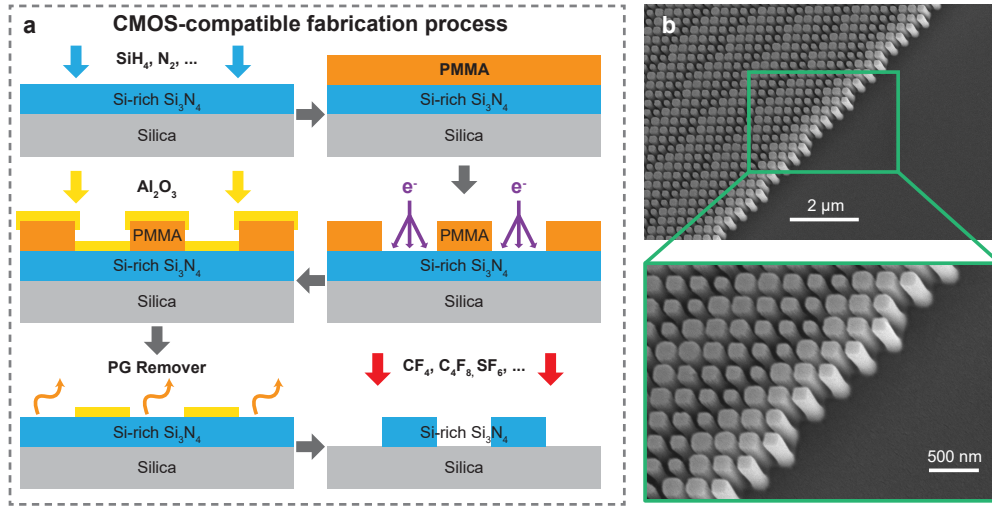 a
CMOS-compatible fabrication process
SiH₄, N₂, ...
Si-rich Si₃N₄
Silica
PMMA
Si-rich Si₃N₄
Silica
Al₂O₃
PMMA
Si-rich Si₃N₄
Silica
e⁻ e⁻
PMMA
Si-rich Si₃N₄
Silica
PG Remover
Si-rich Si₃N₄
Silica
CF₄, C₄F₈, SF₆, ...
Si-rich Si₃N₄
Silica
b
2 μm
500 nm